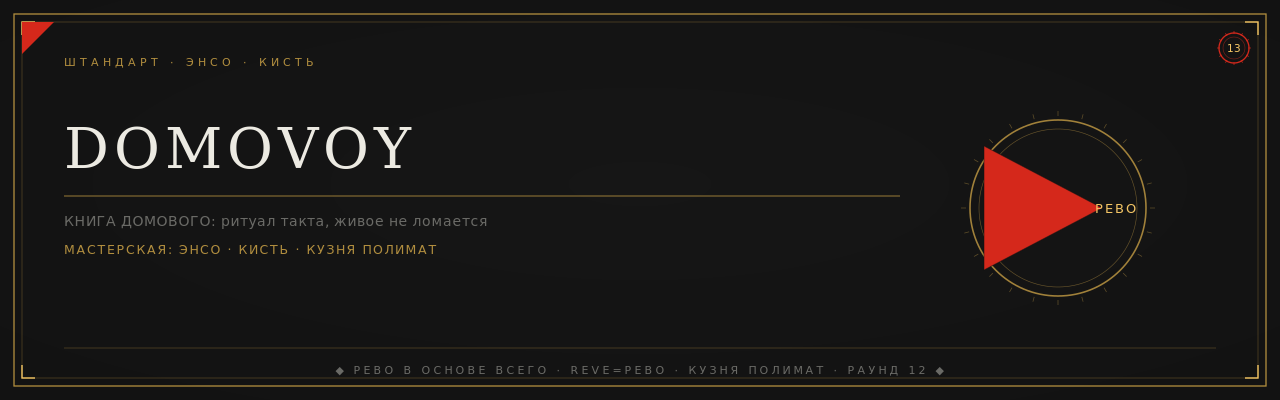 ШТАНДАРТ · ЭНСО · КИСТЬ
13
DOMOVOY
КНИГА ДОМОВОГО: ритуал такта, живое не ломается
МАСТЕРСКАЯ: ЭНСО · КИСТЬ · КУЗНЯ ПОЛИМАТ
РЕВО
◆ РЕВО В ОСНОВЕ ВСЕГО · REVE=РЕВО · КУЗНЯ ПОЛИМАТ · РАУНД 12 ◆